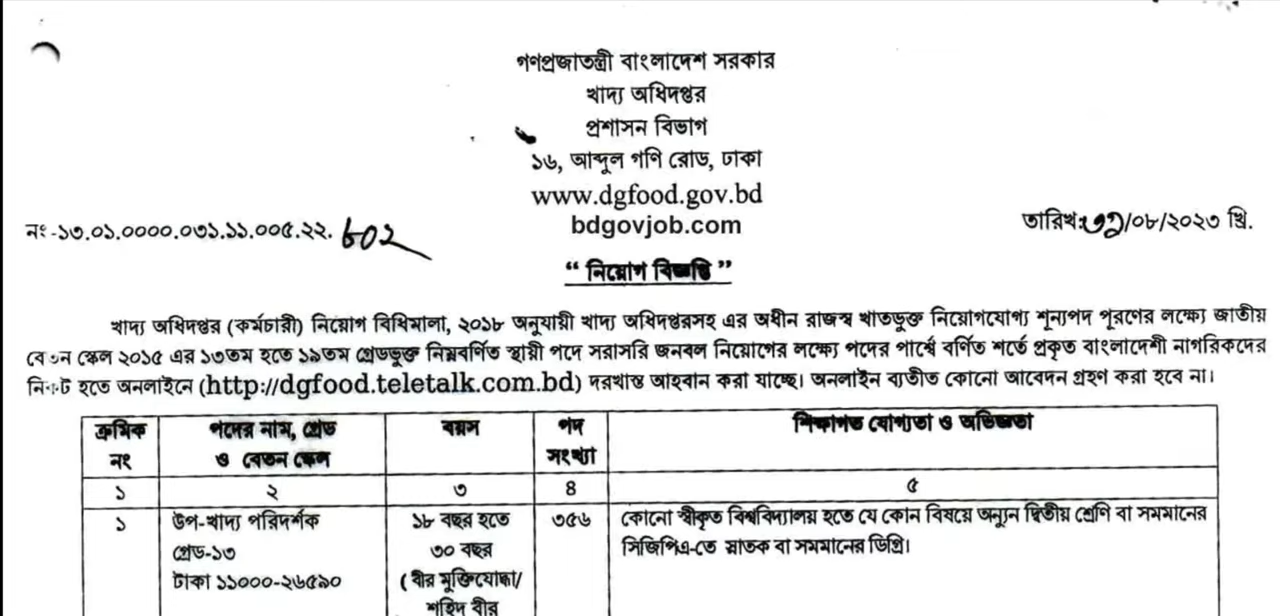 গণপ্রজাতন্ত্রী বাংলাদেশ সরকার
খাদ্য অধিদপ্তর
প্রশাসন বিভাগ
১৬, আব্দুল গণি রোড, ঢাকা
www.dgfood.gov.bd
নং -১৩.০১.০০০০.০৩১.১১.০০৫.২২.৮০২
bdgovjob.com
তারিখ: /০৮/২০২৩ খ্রি.
“ নিয়োগ বিজ্ঞপ্তি ”
খাদ্য অধিদপ্তর (কর্মচারী) নিয়োগ বিধিমালা, ২০১৮ অনুযায়ী খাদ্য অধিদপ্তরসহ এর অধীন রাজস্ব খাতভুক্ত নিয়োগযোগ্য শূন্যপদ পূরণের লক্ষ্যে জাতীয়
বেতন স্কেল ২০১৫ এর ১৩তম হতে ১৯তম গ্রেডভুক্ত নিম্নবর্ণিত স্থায়ী পদে সরাসরি জনবল নিয়োগের লক্ষ্যে পদের পার্শ্বে বর্ণিত শর্তে প্রকৃত বাংলাদেশী নাগরিকদের
নিকট হতে অনলাইনে (http://dgfood.teletalk.com.bd) দরখাস্ত আহবান করা যাচ্ছে। অনলাইন ব্যতীত কোনো আবেদন গ্রহণ করা হবে না।
ক্রমিক নং
পদের নাম, গ্রেড ও বেতন স্কেল
বয়স
পদ সংখ্যা
শিক্ষাগত যোগ্যতা ও অভিজ্ঞতা
১ ২ ৩ ৪ ৫
১
উপ-খাদ্য পরিদর্শক
গ্রেড-১৩
টাকা ১১০০০-২৬৫৯০
১৮ বছর হতে
৩০ বছর
( বীর মুক্তিযোদ্ধা/
শহিদ বীর
৩৫৬
কোনো স্বীকৃত বিশ্ববিদ্যালয় হতে যে কোন বিষয়ে অন্যুন দ্বিতীয় শ্রেণি বা সমমানের
সিজিপিএ-তে স্নাতক বা সমমানের ডিগ্রি।